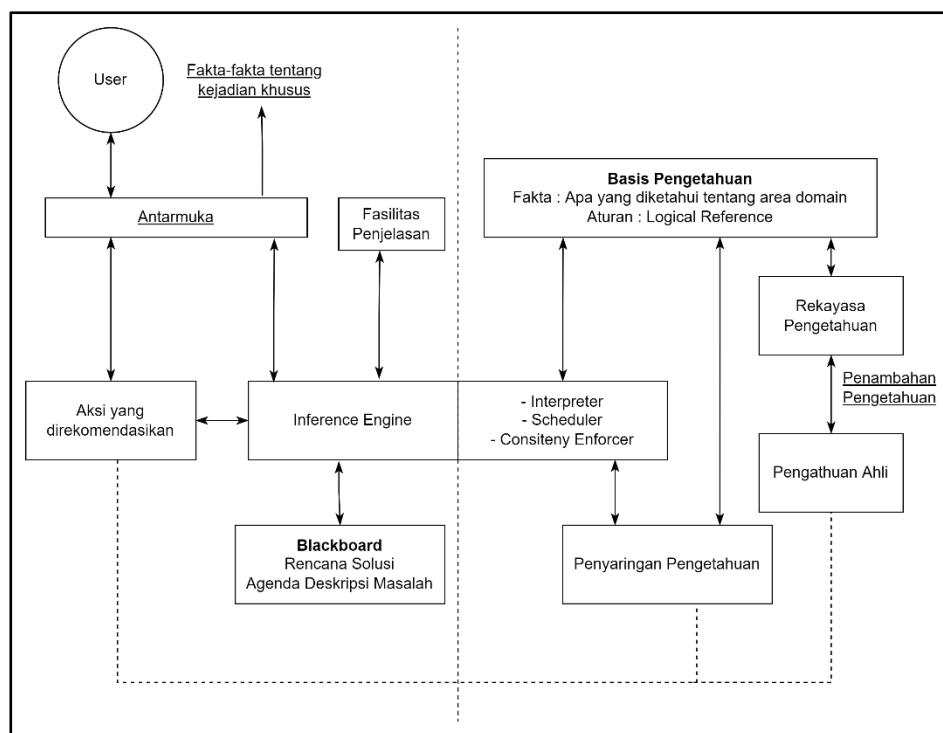 User
Fakta-fakta tentang
kejadian khusus
Antarmuka
Fasilitas
Penjelasan
Basis Pengetahuan
Fakta : Apa yang diketahui tentang area domain
Aturan : Logical Reference
Rekayasa
Pengetahuan
Penambahan
Pengetahuan
Aksi yang
direkomendasikan
Inference Engine
- Interpreter
- Scheduler
- Consiteny Enforcer
Pengathuan Ahli
Blackboard
Rencana Solusi
Agenda Deskripsi Masalah
Penyaringan Pengetahuan